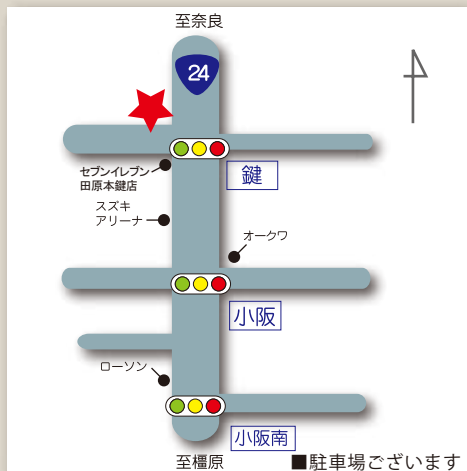 至奈良
24
鍵
セブンイレブン
田原本鍵店
スズキ
アリーナ
オークワ
小阪
ローソン
小阪南
至橿原
■駐車場ございます